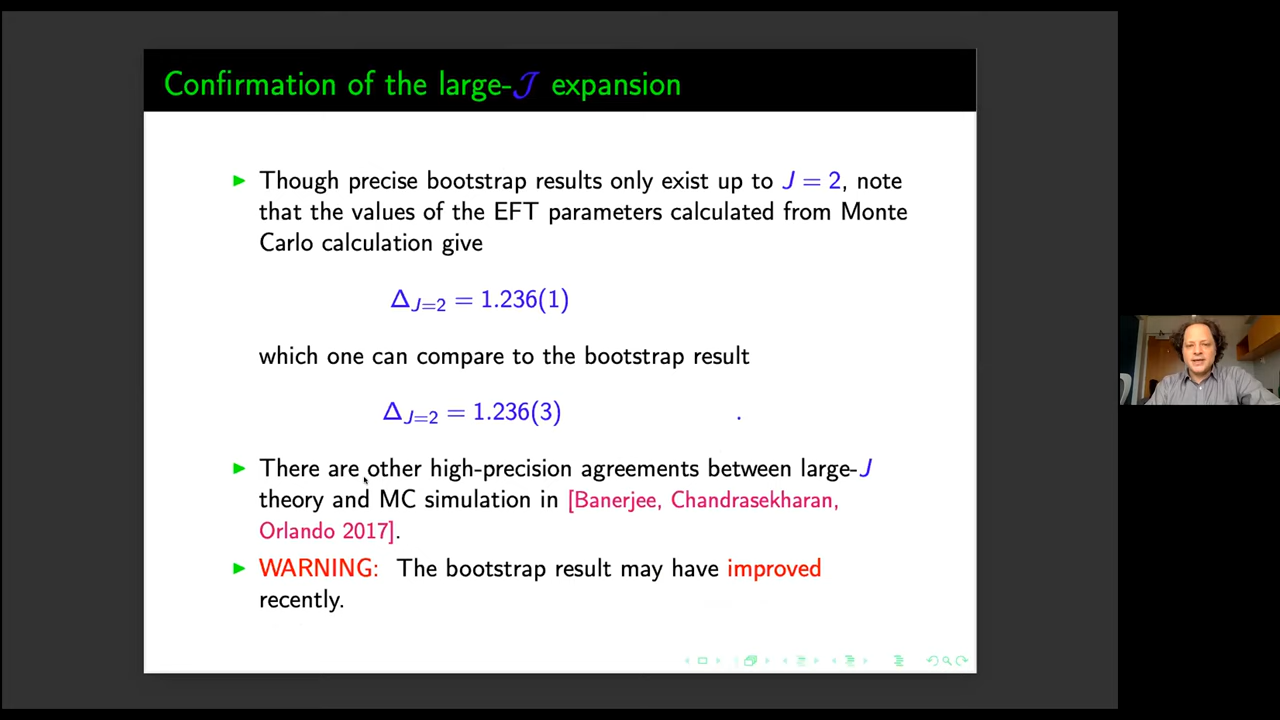 Confirmation of the large-𝒥 expansion
► Though precise bootstrap results only exist up to J = 2, note
that the values of the EFT parameters calculated from Monte
Carlo calculation give
Δ_{J=2} = 1.236(1)
which one can compare to the bootstrap result
Δ_{J=2} = 1.236(3) .
► There are other high-precision agreements between large-J
theory and MC simulation in [Banerjee, Chandrasekharan,
Orlando 2017].
► WARNING: The bootstrap result may have improved
recently.